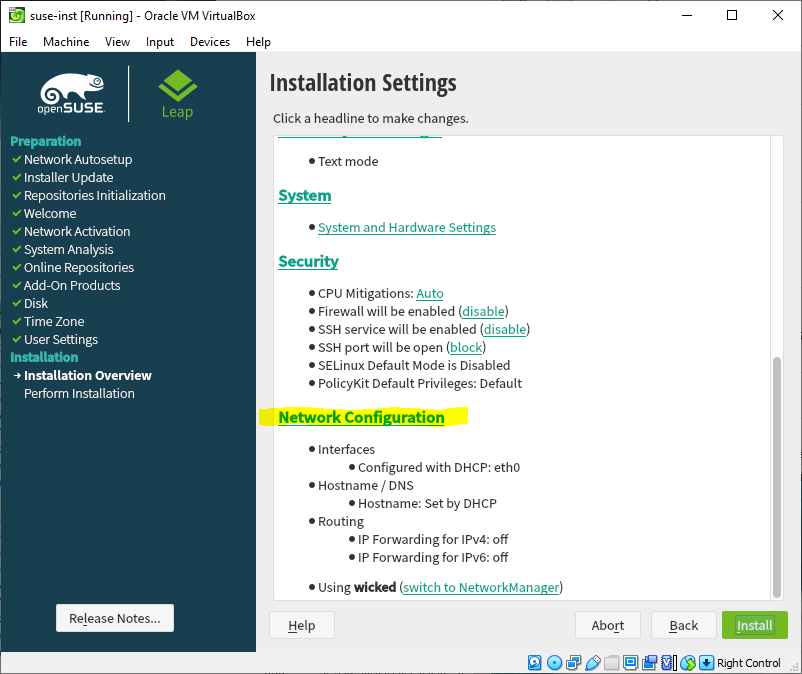 suse-inst [Running] - Oracle VM VirtualBox
File Machine View Input Devices Help
openSUSE
Leap
Preparation
Network Autosetup
Installer Update
Repositories Initialization
Welcome
Network Activation
System Analysis
Online Repositories
Add-On Products
Disk
Time Zone
User Settings
Installation
Installation Overview
Perform Installation
Release Notes...
Installation Settings
Click a headline to make changes.
Text mode
System
System and Hardware Settings
Security
CPU Mitigations: Auto
Firewall will be enabled (disable)
SSH service will be enabled (disable)
SSH port will be open (block)
SELinux Default Mode is Disabled
PolicyKit Default Privileges: Default
Network Configuration
Interfaces
Configured with DHCP: eth0
Hostname / DNS
Hostname: Set by DHCP
Routing
IP Forwarding for IPv4: off
IP Forwarding for IPv6: off
Using wicked (switch to NetworkManager)
Help Abort Back Install
Right Control